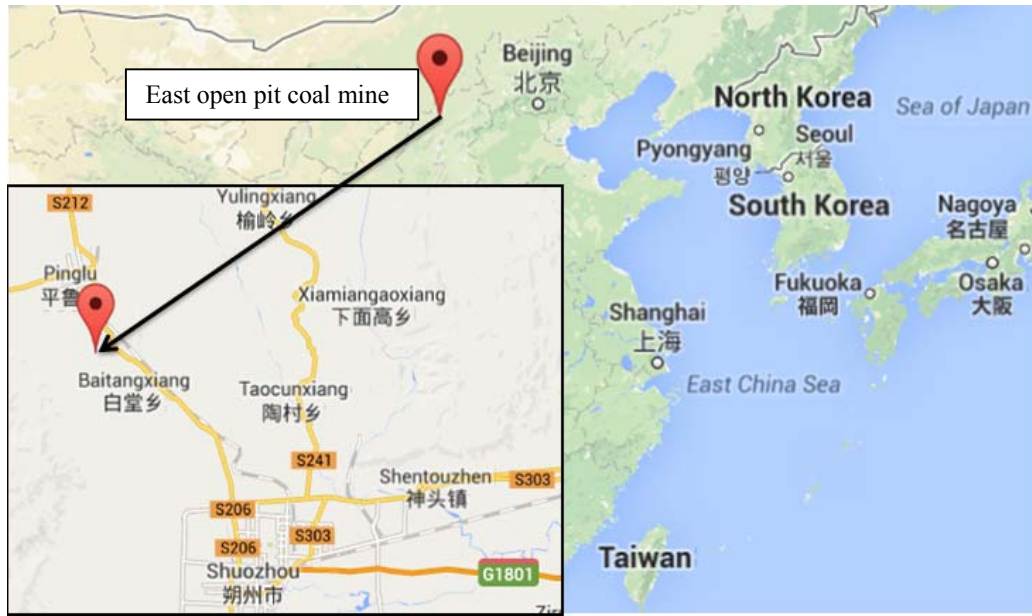 Beijing
北京
East open pit coal mine
North Korea
Sea of Japan
Seoul
서울
Pyongyang
평양
South Korea
Nagoya
名古屋
Fukuoka
福岡
Osaka
大阪
Shanghai
上海
East China Sea
Taiwan
S212
Yulingxiang
榆岭乡
Pinglu
平鲁
Xiamiangaoxiang
下面高乡
Baitangxiang
白堂乡
Taocunxiang
陶村乡
S241
Shentouzhen
神头镇
S303
S206
S206
S303
Shuozhou
朔州市
G1801